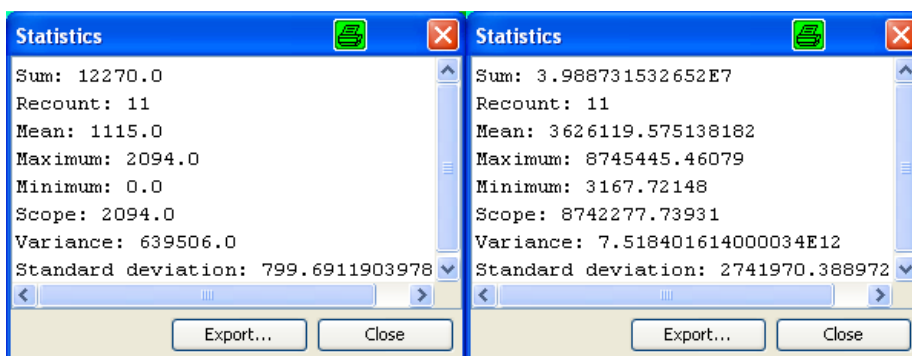 Statistics
Sum: 12270.0
Recount: 11
Mean: 1115.0
Maximum: 2094.0
Minimum: 0.0
Scope: 2094.0
Variance: 639506.0
Standard deviation: 799.6911903978
Export...
Close
Statistics
Sum: 3.988731532652E7
Recount: 11
Mean: 3626119.575138182
Maximum: 8745445.46079
Minimum: 3167.72148
Scope: 8742277.73931
Variance: 7.518401614000034E12
Standard deviation: 2741970.388972
Export...
Close